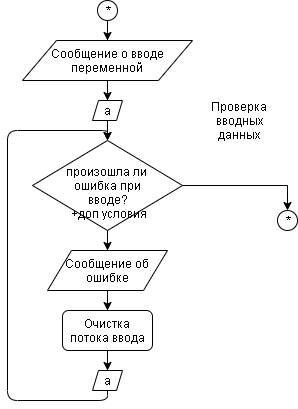 *
Сообщение о вводе
переменной
а
Проверка
вводных
данных
произошла ли
ошибка при
вводе?
+доп условия
*
Сообщение об
ошибке
Очистка
потока ввода
а